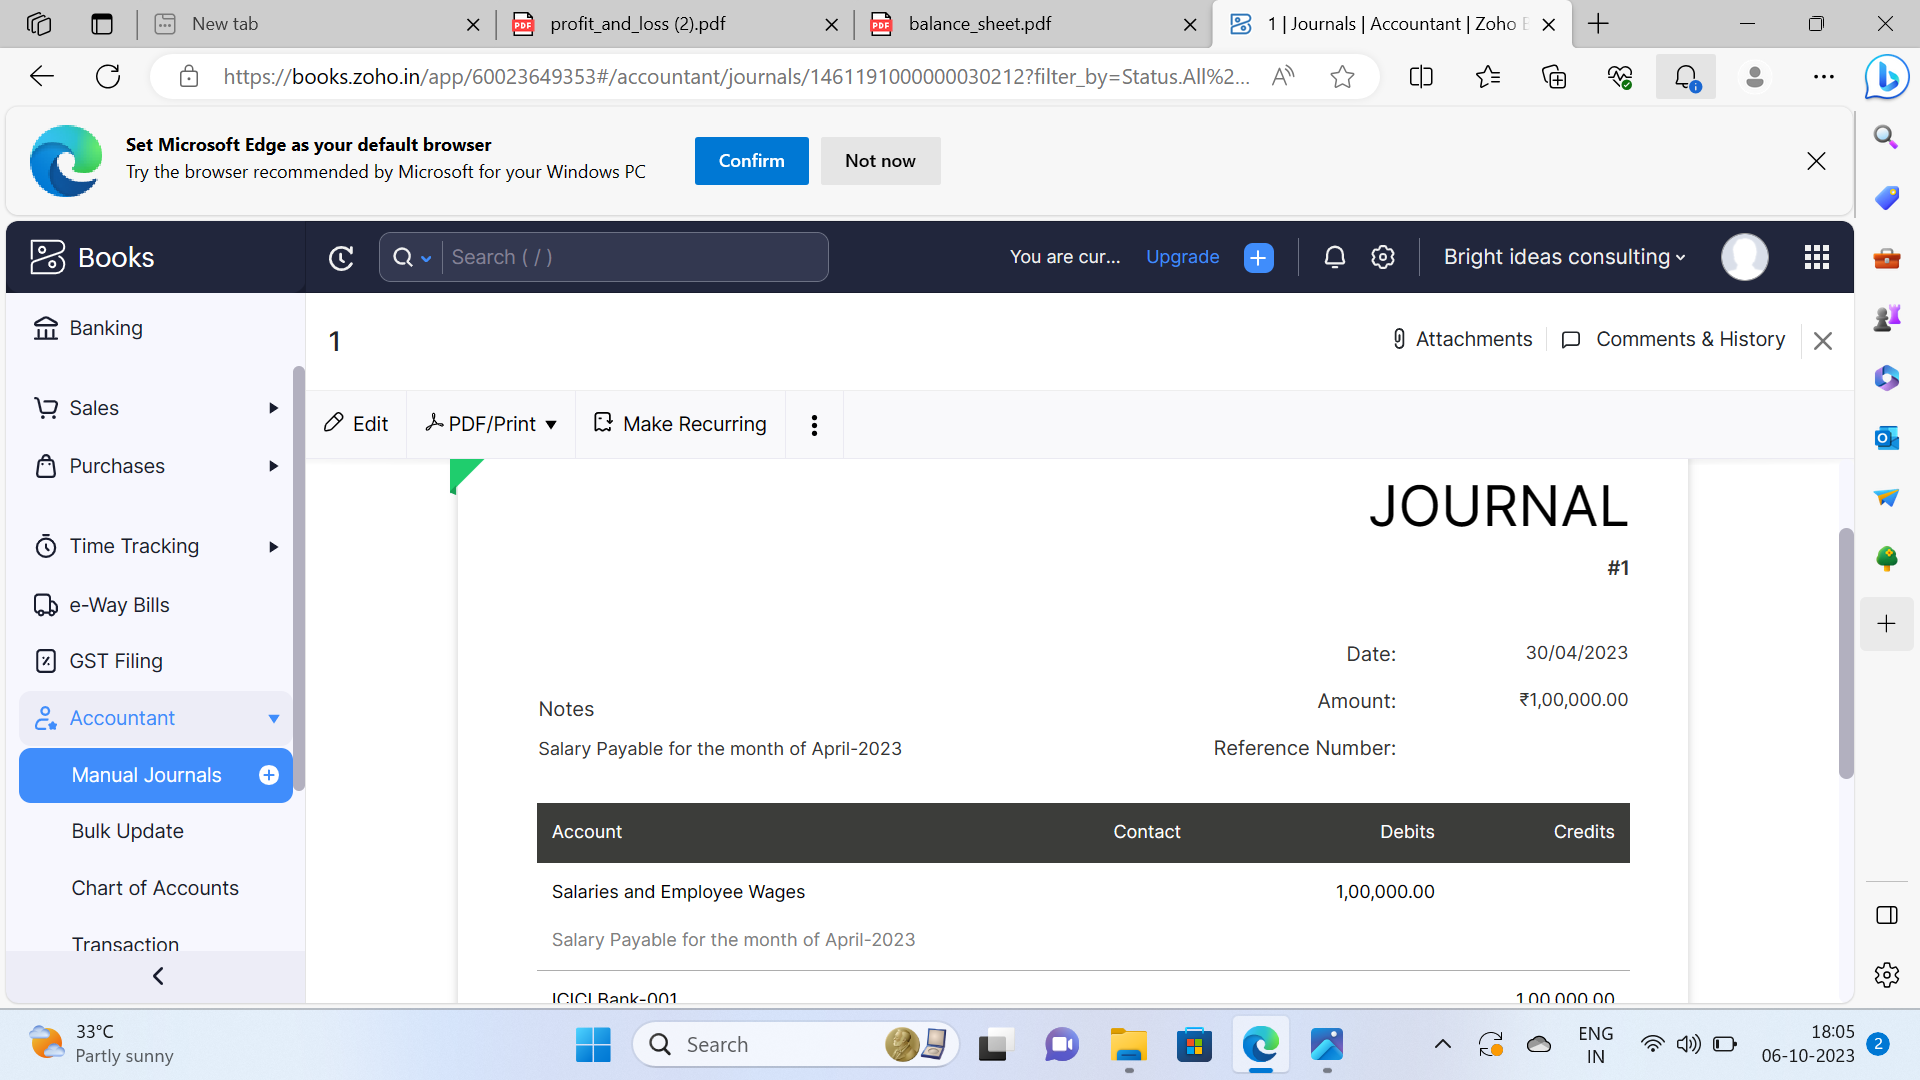 New tab
profit_and_loss (2).pdf
balance_sheet.pdf
1 | Journals | Accountant | Zoho
https://books.zoho.in/app/60023649353#/accountant/journals/1461191000000030212?filter_by=Status.All%2...
Set Microsoft Edge as your default browser
Try the browser recommended by Microsoft for your Windows PC
Confirm
Not now
Books
Search ( / )
You are cur...
Upgrade
Bright ideas consulting
Banking
Sales
Purchases
Time Tracking
e-Way Bills
GST Filing
Accountant
Manual Journals
Bulk Update
Chart of Accounts
Transaction
1
Attachments
Comments & History
Edit
PDF/Print
Make Recurring
JOURNAL
#1
Date: 30/04/2023
Amount: ₹1,00,000.00
Reference Number:
Notes
Salary Payable for the month of April-2023
Account Contact Debits Credits
Salaries and Employee Wages 1,00,000.00
Salary Payable for the month of April-2023
ICICI Bank-001 1,00,000.00
33°C
Partly sunny
Search
ENG
IN
18:05
06-10-2023
2